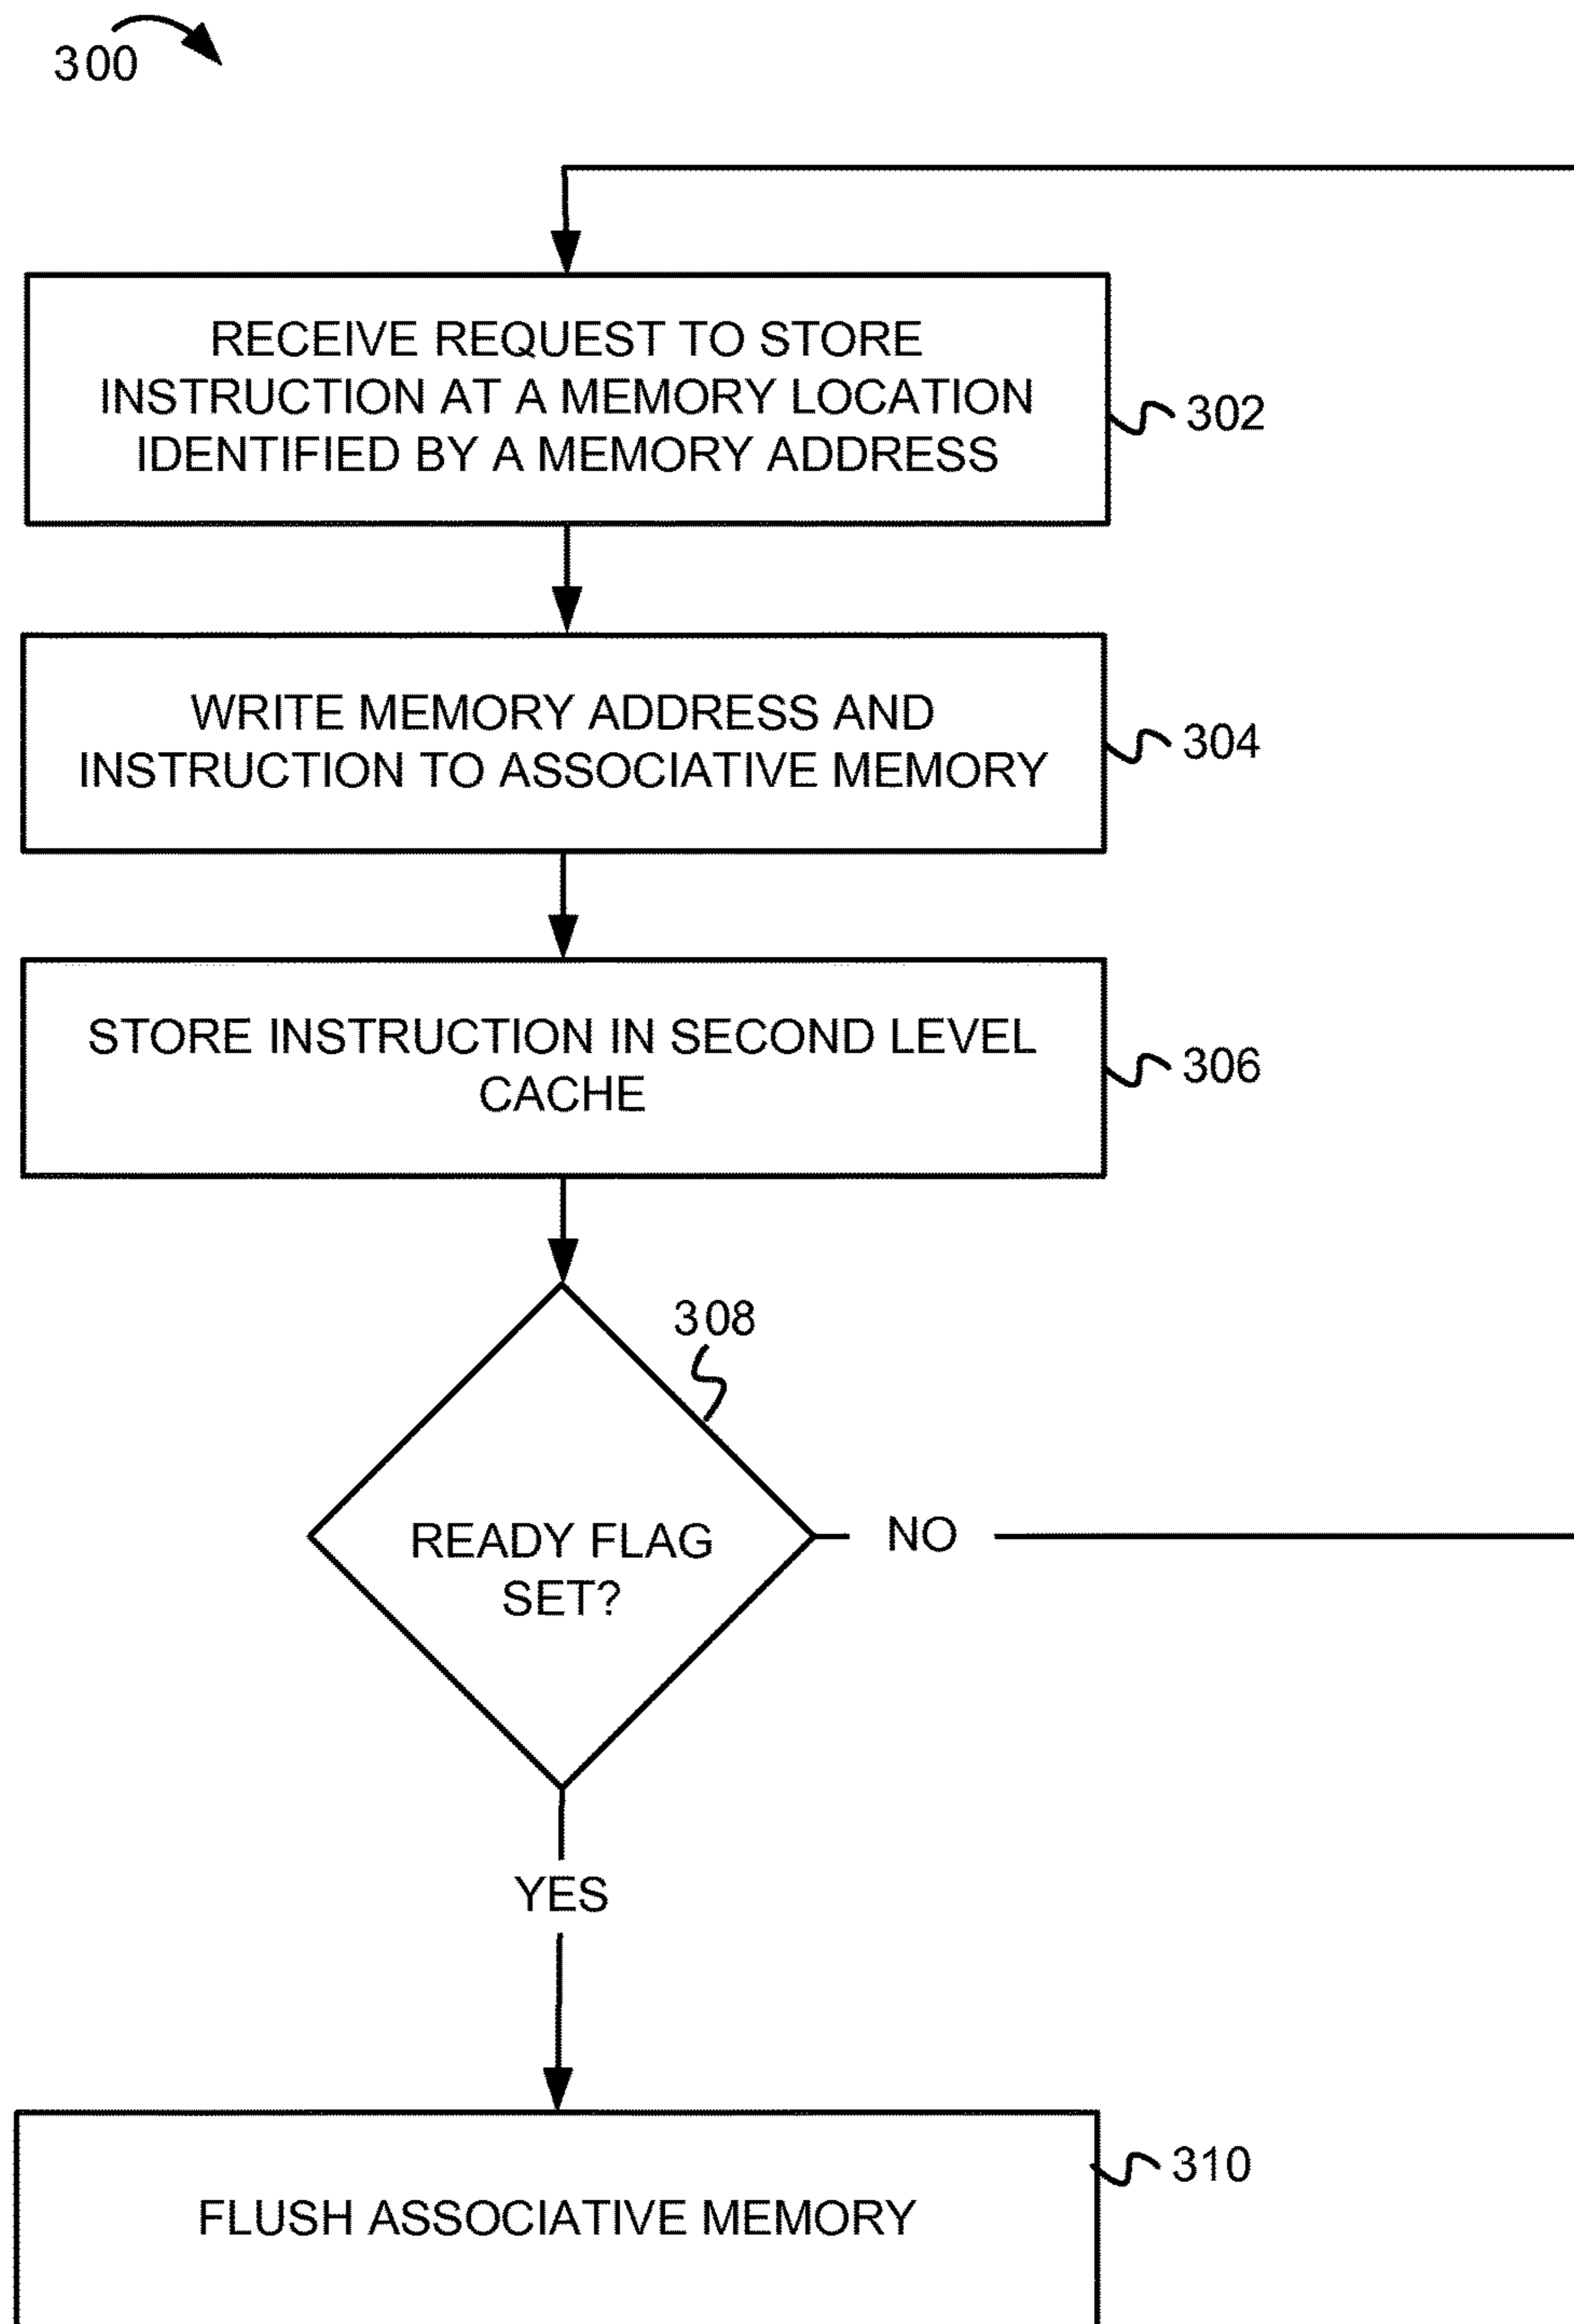 300
RECEIVE REQUEST TO STORE
INSTRUCTION AT A MEMORY LOCATION
IDENTIFIED BY A MEMORY ADDRESS
302
WRITE MEMORY ADDRESS AND
INSTRUCTION TO ASSOCIATIVE MEMORY
304
STORE INSTRUCTION IN SECOND LEVEL
CACHE
306
308
READY FLAG
SET?
NO
YES
310
FLUSH ASSOCIATIVE MEMORY